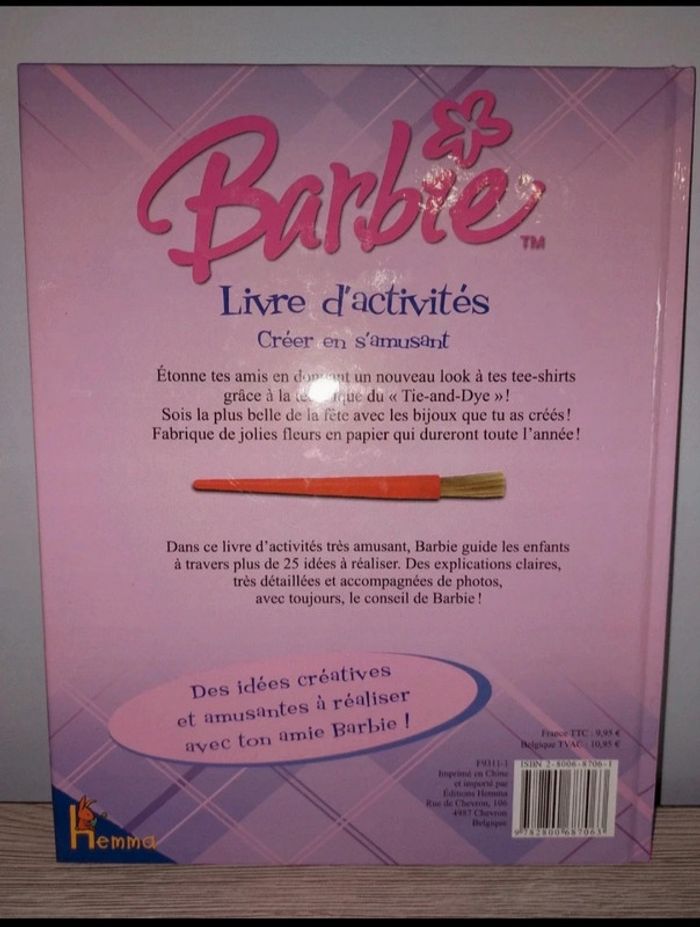 Barbie TM
Livre d'activités
Créer en s'amusant
Étonne tes amis en donnant un nouveau look à tes tee-shirts
grâce à la technique du « Tie-and-Dye » !
Sois la plus belle de la fête avec les bijoux que tu as créés !
Fabrique de jolies fleurs en papier qui dureront toute l'année !
Dans ce livre d'activités très amusant, Barbie guide les enfants
à travers plus de 25 idées à réaliser. Des explications claires,
très détaillées et accompagnées de photos,
avec toujours, le conseil de Barbie !
Des idées créatives
et amusantes à réaliser
avec ton amie Barbie !
France TTC : 9,95 €
Belgique TVAC : 10,95 €
F9311-1
Imprimé en Chine
et importé par
Éditions Hemma
Rue de Chevron, 106
4987 Chevron
Belgique
ISBN 2-8006-8706-1
9 782800 687063
hemma